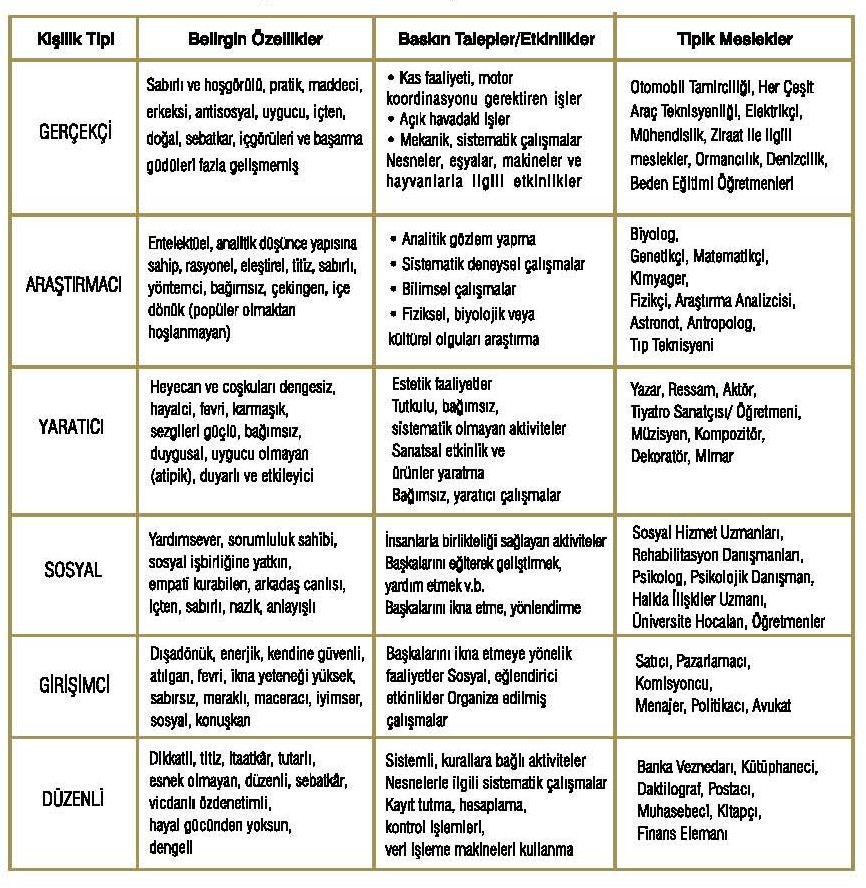 Kişilik Tipi
Belirgin Özellikler
Baskın Talepler/Etkinlikler
Tipik Meslekler
GERÇEKÇİ
Sabırlı ve hoşgörülü, pratik, maddeci,
erkeksi, antisosyal, uygucu, içten,
doğal, sebatkar, içgörüleri ve başarma
güdüleri fazla gelişmemiş
• Kas faaliyeti, motor
koordinasyonu gerektiren işler
• Açık havadaki işler
• Mekanik, sistematik çalışmalar
Nesneler, eşyalar, makineler ve
hayvanlarla ilgili etkinlikler
Otomobil Tamirciliği, Her Çeşit
Araç Teknisyenliği, Elektrikçi,
Mühendislik, Ziraat ile ilgili
meslekler, Ormancılık, Denizcilik,
Beden Eğitimi Öğretmenleri
ARAŞTIRMACI
Entelektüel, analitik düşünce yapısına
sahip, rasyonel, eleştirel, titiz, sabırlı,
yöntemci, bağımsız, çekingen, içe
dönük (popüler olmaktan
hoşlanmayan)
• Analitik gözlem yapma
• Sistematik deneysel çalışmalar
• Bilimsel çalışmalar
• Fiziksel, biyolojik veya
kültürel olguları araştırma
Biyolog,
Genetikçi, Matematikçi,
Kimyager,
Fizikçi, Araştırma Analizcisi,
Astronot, Antropolog,
Tıp Teknisyeni
YARATICI
Heyecan ve coşkuları dengesiz,
hayalci, fevri, karmaşık,
sezgileri güçlü, bağımsız,
duygusal, uygucu olmayan
(atipik), duyarlı ve etkileyici
Estetik faaliyetler
Tutkulu, bağımsız,
sistematik olmayan aktiviteler
Sanatsal etkinlik ve
ürünler yaratma
Bağımsız, yaratıcı çalışmalar
Yazar, Ressam, Aktör,
Tiyatro Sanatçısı/ Öğretmeni,
Müzisyen, Kompozitör,
Dekoratör, Mimar
SOSYAL
Yardımsever, sorumluluk sahibi,
sosyal işbirliğine yatkın,
empati kurabilen, arkadaş canlısı,
içten, sabırlı, nazik, anlayışlı
İnsanlarla birlikteliği sağlayan aktiviteler
Başkalarını eğiterek geliştirmek,
yardım etmek v.b.
Başkalarını ikna etme, yönlendirme
Sosyal Hizmet Uzmanları,
Rehabilitasyon Danışmanları,
Psikolog, Psikolojik Danışman,
Halkla İlişkiler Uzmanı,
Üniversite Hocaları, Öğretmenler
GİRİŞİMCİ
Dışadönük, enerjik, kendine güvenli,
atılgan, fevri, ikna yeteneği yüksek,
sabırsız, meraklı, maceracı, iyimser,
sosyal, konuşkan
Başkalarını ikna etmeye yönelik
faaliyetler Sosyal, eğlendirici
etkinlikler Organize edilmiş
çalışmalar
Satıcı, Pazarlamacı,
Komisyoncu,
Menajer, Politikacı, Avukat
DÜZENLİ
Dikkatli, titiz, itaatkâr, tutarlı,
esnek olmayan, düzenli, sebatkâr,
vicdanlı özdenetimli,
hayal gücünden yoksun,
dengeli
Sistemli, kurallara bağlı aktiviteler
Nesnelerle ilgili sistematik çalışmalar
Kayıt tutma, hesaplama,
kontrol işlemleri,
veri işleme makineleri kullanma
Banka Veznedarı, Kütüphaneci,
Daktilograf, Postacı,
Muhasebeci, Kitapçı,
Finans Elemanı